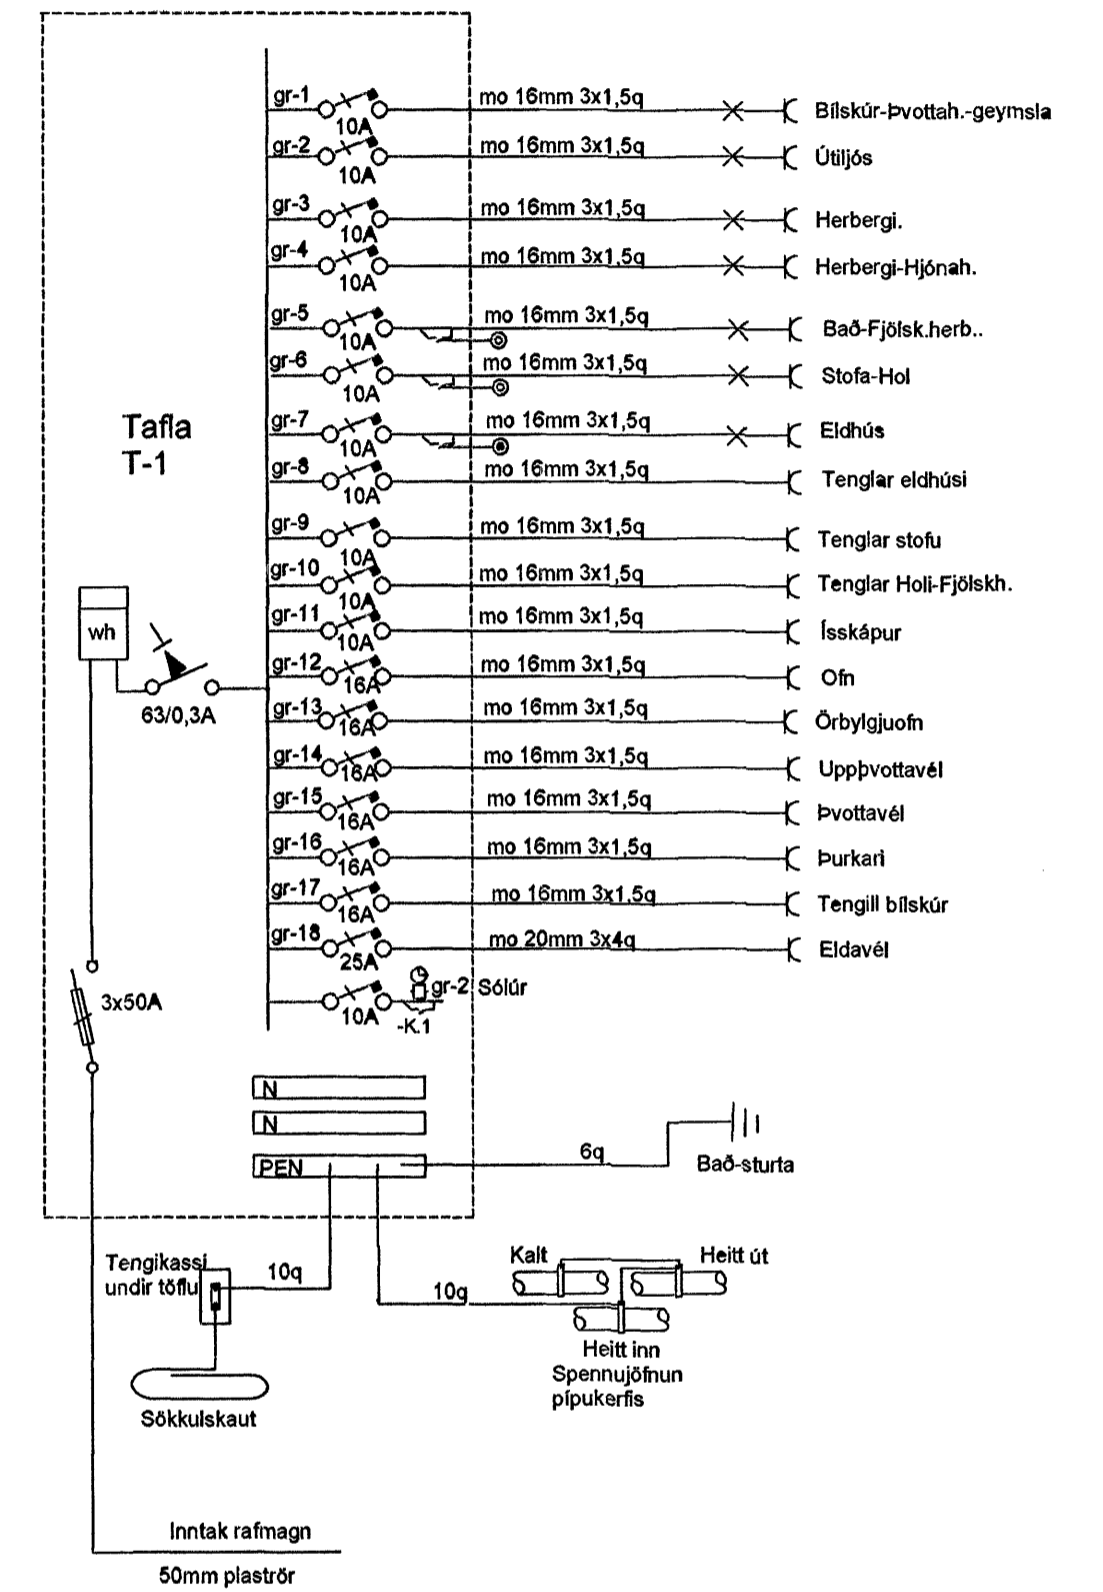 gr-1 10A mo 16mm 3x1,5q Bílskúr-Þvottah.-geymsla
gr-2 10A mo 16mm 3x1,5q Útiljós
gr-3 10A mo 16mm 3x1,5q Herbergi.
gr-4 10A mo 16mm 3x1,5q Herbergi-Hjónah.
gr-5 10A mo 16mm 3x1,5q Bað-Fjölsk.herb..
gr-6 10A mo 16mm 3x1,5q Stofa-Hol
gr-7 10A mo 16mm 3x1,5q Eldhús
Tafla
T-1
gr-8 10A mo 16mm 3x1,5q Tenglar eldhúsi
gr-9 10A mo 16mm 3x1,5q Tenglar stofu
gr-10 10A mo 16mm 3x1,5q Tenglar Holi-Fjölskh.
gr-11 10A mo 16mm 3x1,5q Ísskápur
wh
gr-12 16A mo 16mm 3x1,5q Ofn
63/0,3A
gr-13 16A mo 16mm 3x1,5q Örbylgjuofn
gr-14 16A mo 16mm 3x1,5q Uppþvottavél
gr-15 16A mo 16mm 3x1,5q Þvottavél
gr-16 16A mo 16mm 3x1,5q Þurkari
gr-17 16A mo 16mm 3x1,5q Tengill bílskúr
gr-18 25A mo 20mm 3x4q Eldavél
3x50A
10A gr-2 Sólúr
-K.1
N
N
PEN
6q
Bað-sturta
Tengikassi
undir töflu
10q
10q
Kalt
Heitt út
Heitt inn
Spennujöfnun
pípukerfis
Sökkulskaut
Inntak rafmagn
50mm plaströr